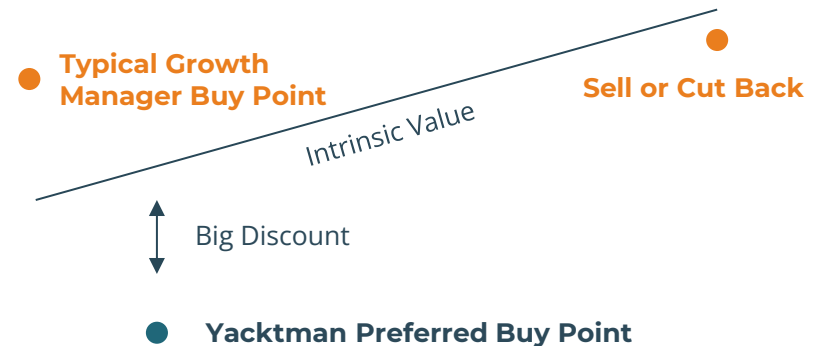 Typical Growth
Manager Buy Point
Sell or Cut Back
Intrinsic Value
Big Discount
Yacktman Preferred Buy Point